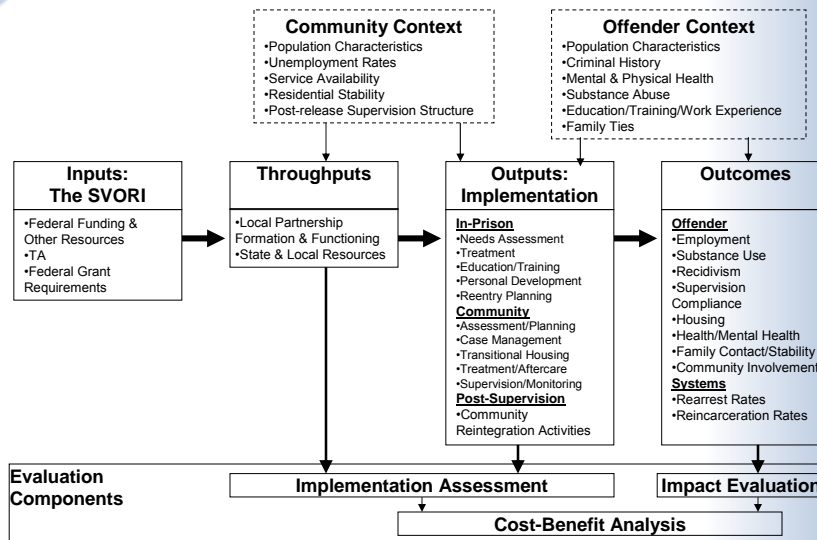 Community Context
•Population Characteristics
•Unemployment Rates
•Service Availability
•Residential Stability
•Post-release Supervision Structure
Offender Context
•Population Characteristics
•Criminal History
•Mental & Physical Health
•Substance Abuse
•Education/Training/Work Experience
•Family Ties
Inputs:
The SVORI
•Federal Funding &
Other Resources
•TA
•Federal Grant
Requirements
Throughputs
•Local Partnership
Formation & Functioning
•State & Local Resources
Outputs:
Implementation
In-Prison
•Needs Assessment
•Treatment
•Education/Training
•Personal Development
•Reentry Planning
Community
•Assessment/Planning
•Case Management
•Transitional Housing
•Treatment/Aftercare
•Supervision/Monitoring
Post-Supervision
•Community
Reintegration Activities
Outcomes
Offender
•Employment
•Substance Use
•Recidivism
•Supervision
Compliance
•Housing
•Health/Mental Health
•Family Contact/Stability
•Community Involvement
Systems
•Rearrest Rates
•Reincarceration Rates
Evaluation
Components
Implementation Assessment
Impact Evaluation
Cost-Benefit Analysis